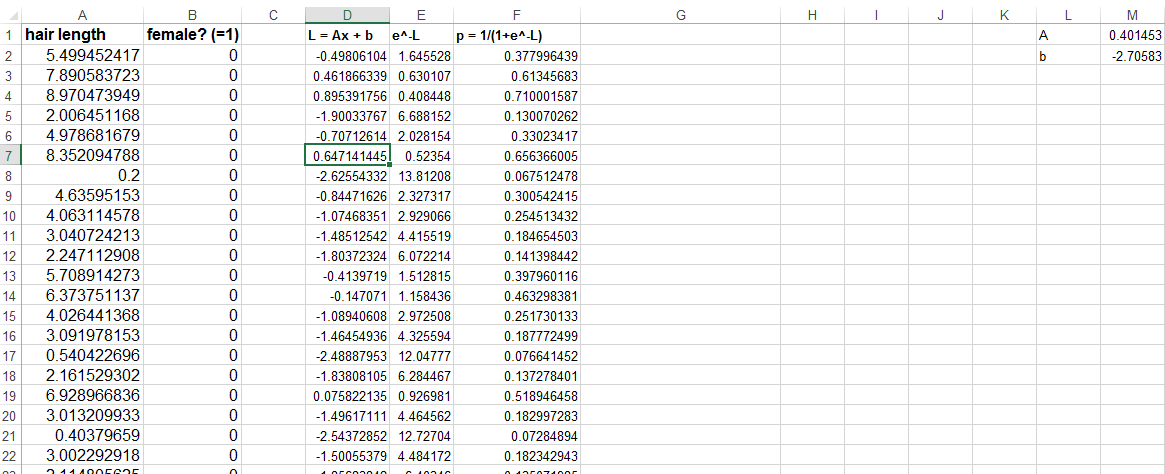 A B C D E F G H I J K L M
1 hair length female? (=1) L = Ax + b e^-L p = 1/(1+e^-L) A 0.401453
2 5.499452417 0 -0.49806104 1.645528 0.377996439 b -2.70583
3 7.890583723 0 0.461866339 0.630107 0.61345683
4 8.970473949 0 0.895391756 0.408448 0.710001587
5 2.006451168 0 -1.90033767 6.688152 0.130070262
6 4.978681679 0 -0.70712614 2.028154 0.33023417
7 8.352094788 0 0.647141445 0.52354 0.656366005
8 0.2 0 -2.62554332 13.81208 0.067512478
9 4.63595153 0 -0.84471626 2.327317 0.300542415
10 4.063114578 0 -1.07468351 2.929066 0.254513432
11 3.040724213 0 -1.48512542 4.415519 0.184654503
12 2.247112908 0 -1.80372324 6.072214 0.141398442
13 5.708914273 0 -0.4139719 1.512815 0.397960116
14 6.373751137 0 -0.147071 1.158436 0.463298381
15 4.026441368 0 -1.08940608 2.972508 0.251730133
16 3.091978153 0 -1.46454936 4.325594 0.187772499
17 0.540422696 0 -2.48887953 12.04777 0.076641452
18 2.161529302 0 -1.83808105 6.284467 0.137278401
19 6.928966836 0 0.075822135 0.926981 0.518946458
20 3.013209933 0 -1.49617111 4.464562 0.182997283
21 0.40379659 0 -2.54372852 12.72704 0.07284894
22 3.002292918 0 -1.50055379 4.484172 0.182342943